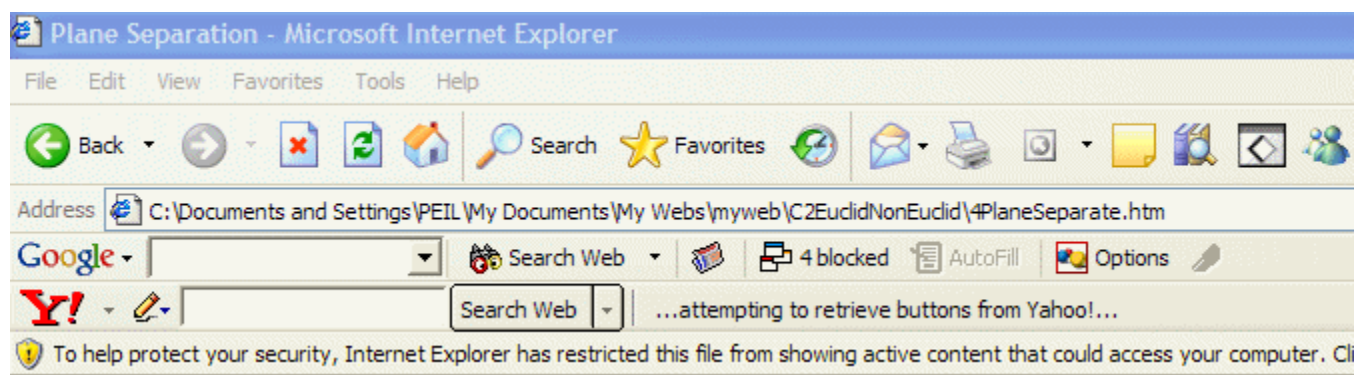 Plane Separation - Microsoft Internet Explorer
File Edit View Favorites Tools Help
Back Search Favorites
Address C:\Documents and Settings\PEIL\My Documents\My Webs\myweb\C2EuclidNonEuclid\4PlaneSeparate.htm
Google Search Web 4 blocked AutoFill Options
Y! Search Web ...attempting to retrieve buttons from Yahoo!...
To help protect your security, Internet Explorer has restricted this file from showing active content that could access your computer. Cli